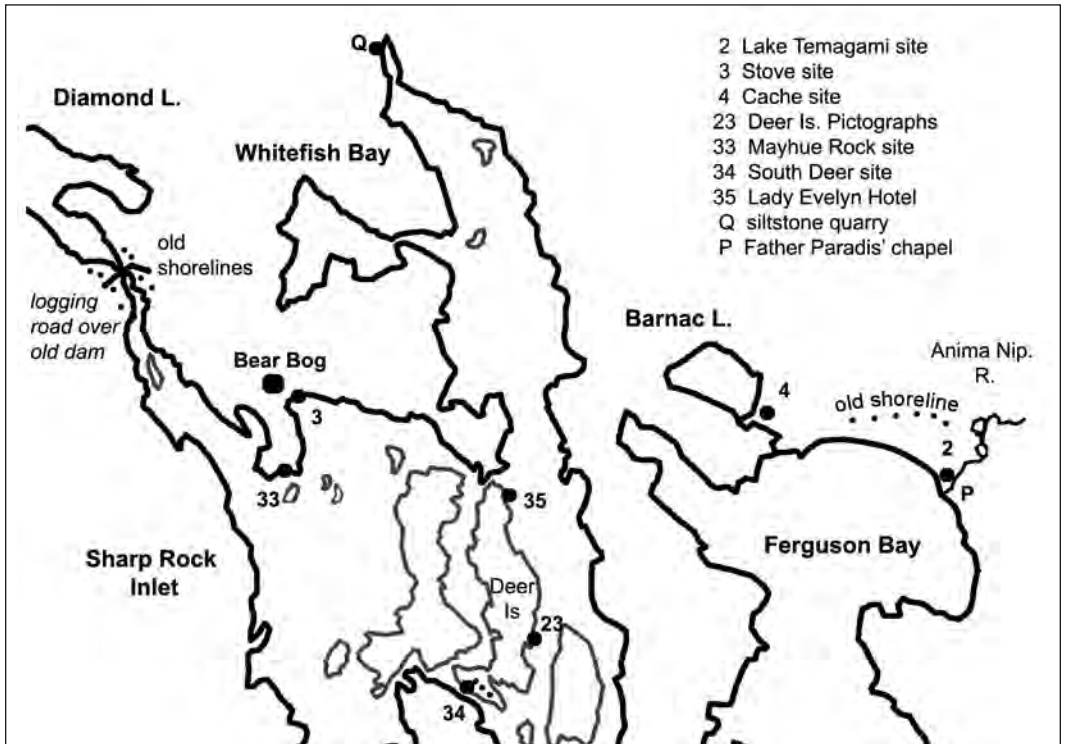 Q
2 Lake Temagami site
3 Stove site
4 Cache site
23 Deer Is. Pictographs
33 Mayhue Rock site
34 South Deer site
35 Lady Evelyn Hotel
Q siltstone quarry
P Father Paradis' chapel
Diamond L.
Whitefish Bay
old
shorelines
logging
road over
old dam
Bear Bog
3
33
Sharp Rock
Inlet
35
Deer
Is
23
34
Barnac L.
4
Anima Nip.
R.
old shoreline
2
P
Ferguson Bay